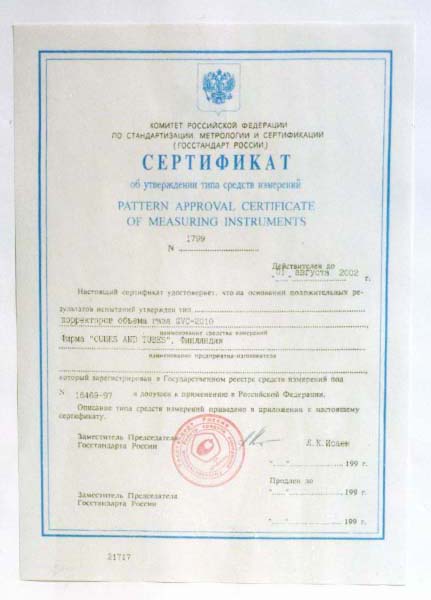 КОМИТЕТ РОССИЙСКОЙ ФЕДЕРАЦИИ
ПО СТАНДАРТИЗАЦИИ, МЕТРОЛОГИИ И СЕРТИФИКАЦИИ
(ГОССТАНДАРТ РОССИИ)
СЕРТИФИКАТ
об утверждении типа средств измерений
PATTERN APPROVAL CERTIFICATE
OF MEASURING INSTRUMENTS
N 1799
Действителен до
августа 2002 г.
Настоящий сертификат удостоверяет, что на основании положительных ре-
зультатов испытаний утвержден тип
корректоров объема газа GVC-2010
наименование средства измерений
Фирма "CUBES AND TUBES", Финляндия
наименование предприятия-изготовителя
который зарегистрирован в Государственном реестре средств измерений под
N 16469-97 и допущен к применению в Российской Федерации.
Описание типа средств измерений приведено в приложении к настоящему
сертификату.
Заместитель Председателя
Госстандарта России
Л.К.Исаев
"....." 199 г.
Продлен до
"....." 199 г.
Заместитель Председателя
Госстандарта России
"....." 199 г.
21717